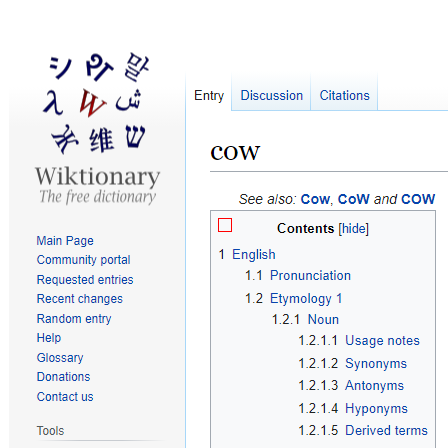 シ
말
λ
W
维
ש
Wiktionary
The free dictionary
Main Page
Community portal
Requested entries
Recent changes
Random entry
Help
Glossary
Donations
Contact us
Tools
Entry
Discussion
Citations
cow
See also: Cow, CoW and COW
Contents [hide]
1 English
1.1 Pronunciation
1.2 Etymology 1
1.2.1 Noun
1.2.1.1 Usage notes
1.2.1.2 Synonyms
1.2.1.3 Antonyms
1.2.1.4 Hyponyms
1.2.1.5 Derived terms